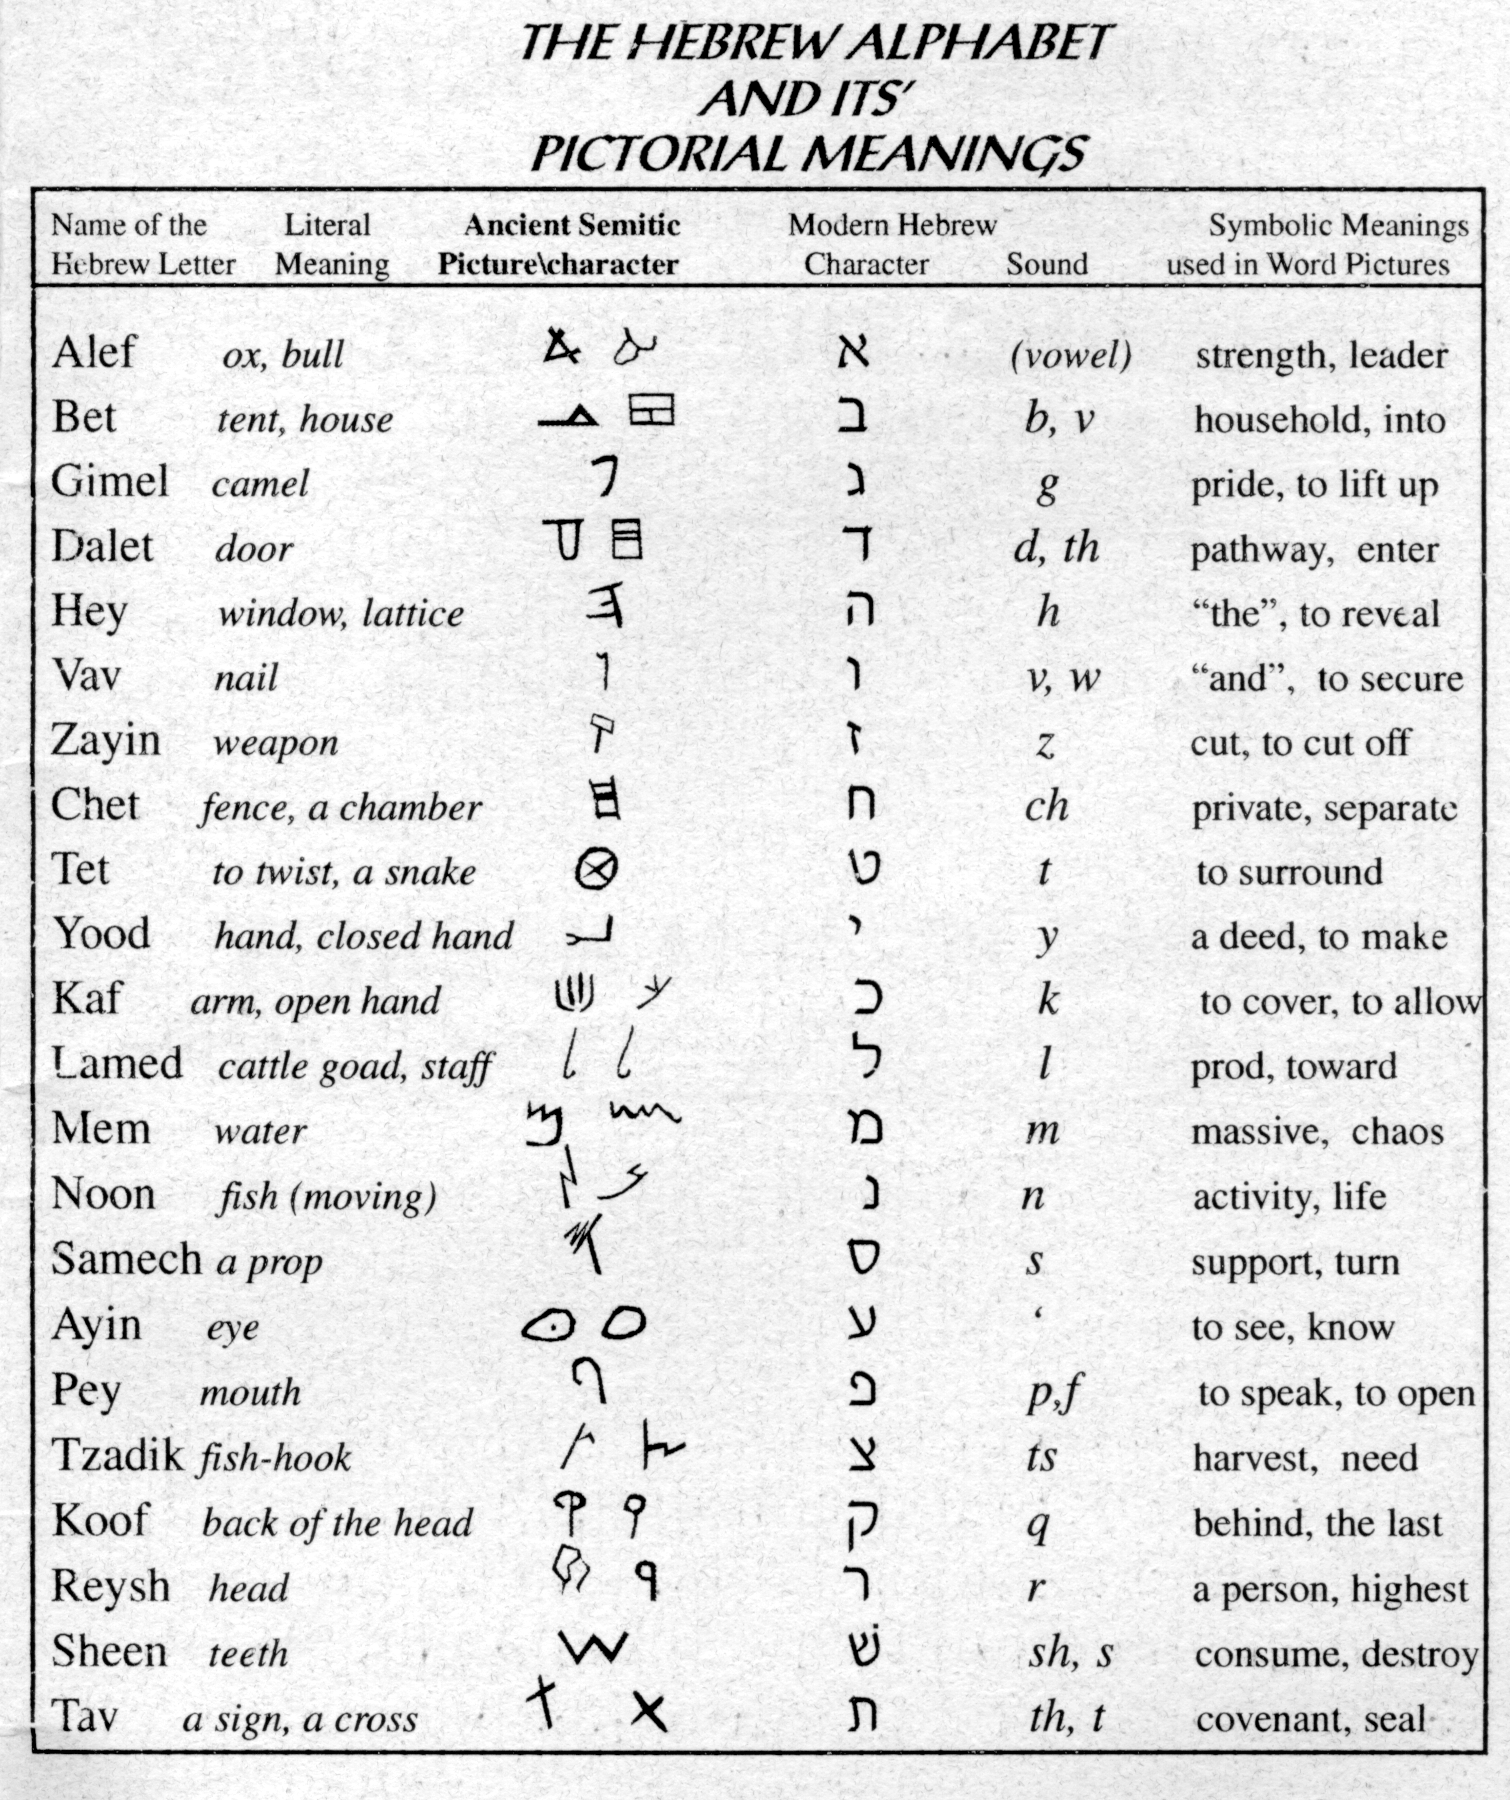 THE HEBREW ALPHABET
AND ITS'
PICTORIAL MEANINGS
Name of the Literal Ancient Semitic Modern Hebrew Symbolic Meanings
Hebrew Letter Meaning Picture\character Character Sound used in Word Pictures
Alef ox, bull א (vowel) strength, leader
Bet tent, house ב b, v household, into
Gimel camel ג g pride, to lift up
Dalet door ד d, th pathway, enter
Hey window, lattice ה h “the”, to reveal
Vav nail ו v, w “and”, to secure
Zayin weapon ז z cut, to cut off
Chet fence, a chamber ח ch private, separate
Tet to twist, a snake ט t to surround
Yood hand, closed hand י y a deed, to make
Kaf arm, open hand כ k to cover, to allow
Lamed cattle goad, staff ל l prod, toward
Mem water מ m massive, chaos
Noon fish (moving) נ n activity, life
Samech a prop ס s support, turn
Ayin eye ע ‘ to see, know
Pey mouth פ p,f to speak, to open
Tzadik fish-hook צ ts harvest, need
Koof back of the head ק q behind, the last
Reysh head ר r a person, highest
Sheen teeth שׁ sh, s consume, destroy
Tav a sign, a cross ת th, t covenant, seal